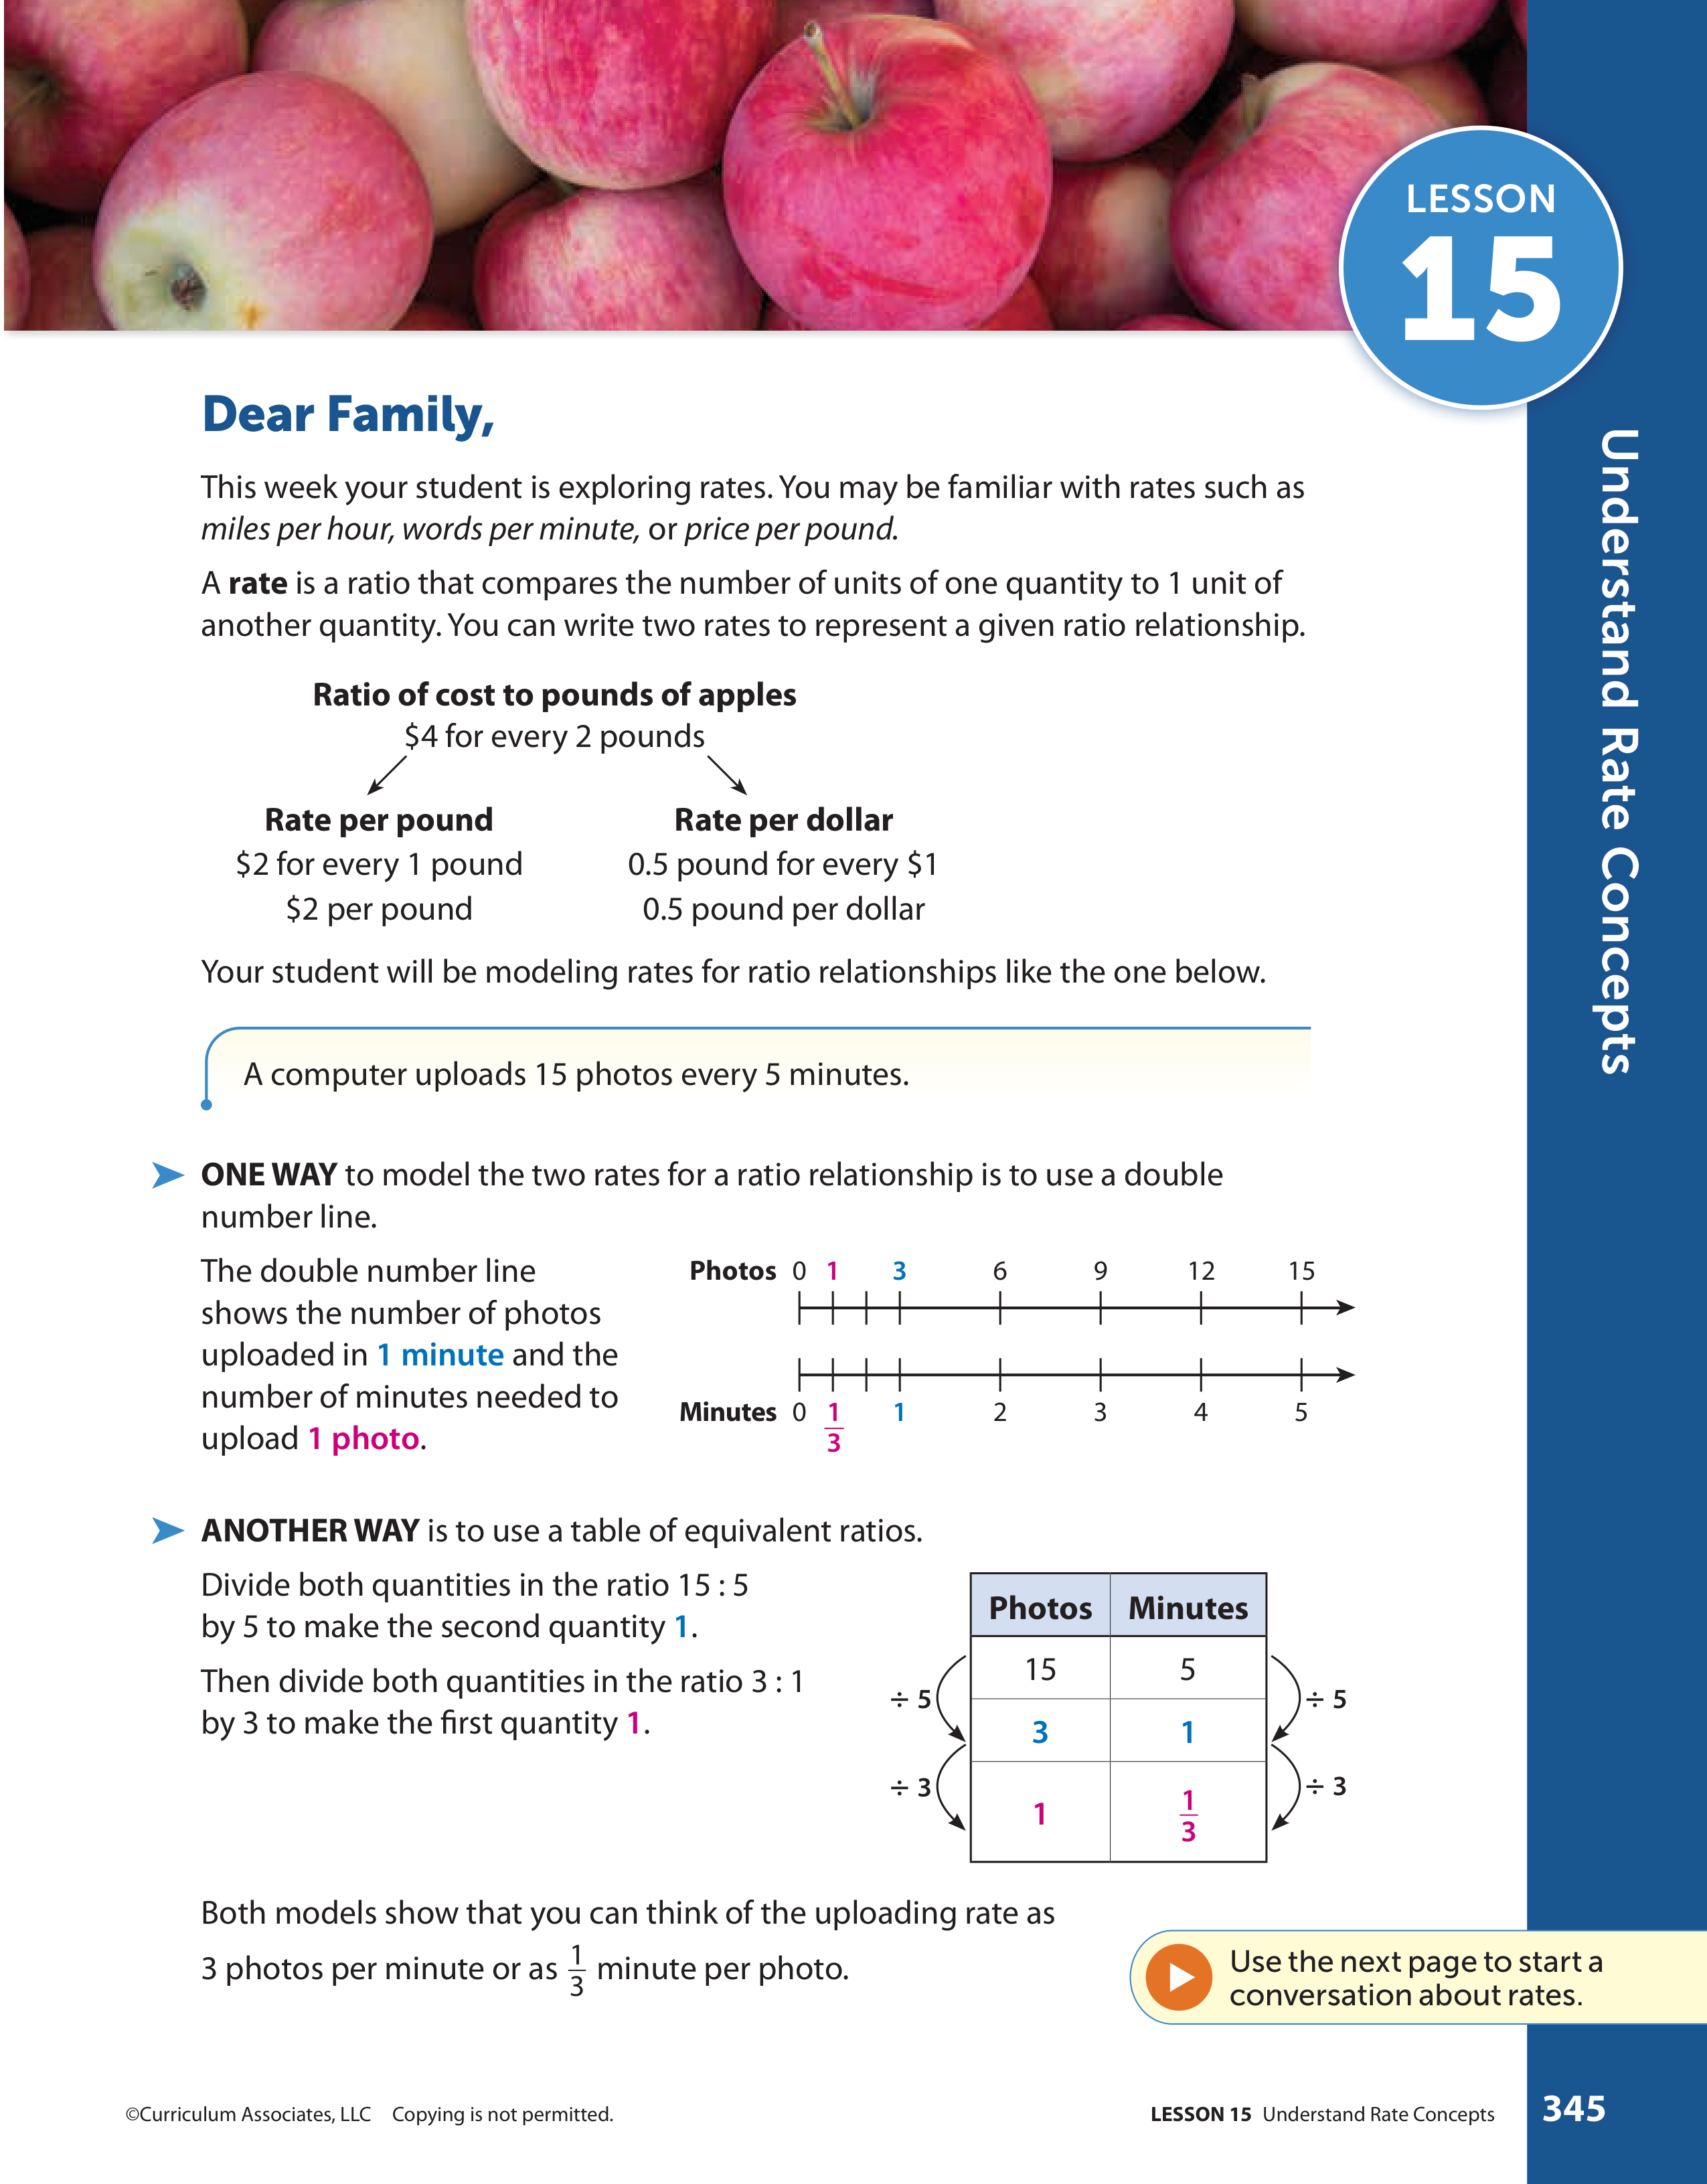 LESSON
15
Understand Rate Concepts
Dear Family,
This week your student is exploring rates. You may be familiar with rates such as
miles per hour, words per minute, or price per pound.
A rate is a ratio that compares the number of units of one quantity to 1 unit of
another quantity. You can write two rates to represent a given ratio relationship.
Ratio of cost to pounds of apples
$4 for every 2 pounds
Rate per pound
$2 for every 1 pound
$2 per pound
Rate per dollar
0.5 pound for every $1
0.5 pound per dollar
Your student will be modeling rates for ratio relationships like the one below.
A computer uploads 15 photos every 5 minutes.
ONE WAY to model the two rates for a ratio relationship is to use a double
number line.
The double number line
shows the number of photos
uploaded in 1 minute and the
number of minutes needed to
upload 1 photo.
Photos 0 1 3 6 9 12 15
Minutes 0 1/3 1 2 3 4 5
ANOTHER WAY is to use a table of equivalent ratios.
Divide both quantities in the ratio 15 : 5
by 5 to make the second quantity 1.
Then divide both quantities in the ratio 3 : 1
by 3 to make the first quantity 1.
Photos Minutes
15 5
÷ 5 ÷ 5
3 1
÷ 3 ÷ 3
1 1/3
Both models show that you can think of the uploading rate as
3 photos per minute or as 1/3 minute per photo.
Use the next page to start a
conversation about rates.
©Curriculum Associates, LLC Copying is not permitted.
LESSON 15 Understand Rate Concepts
345